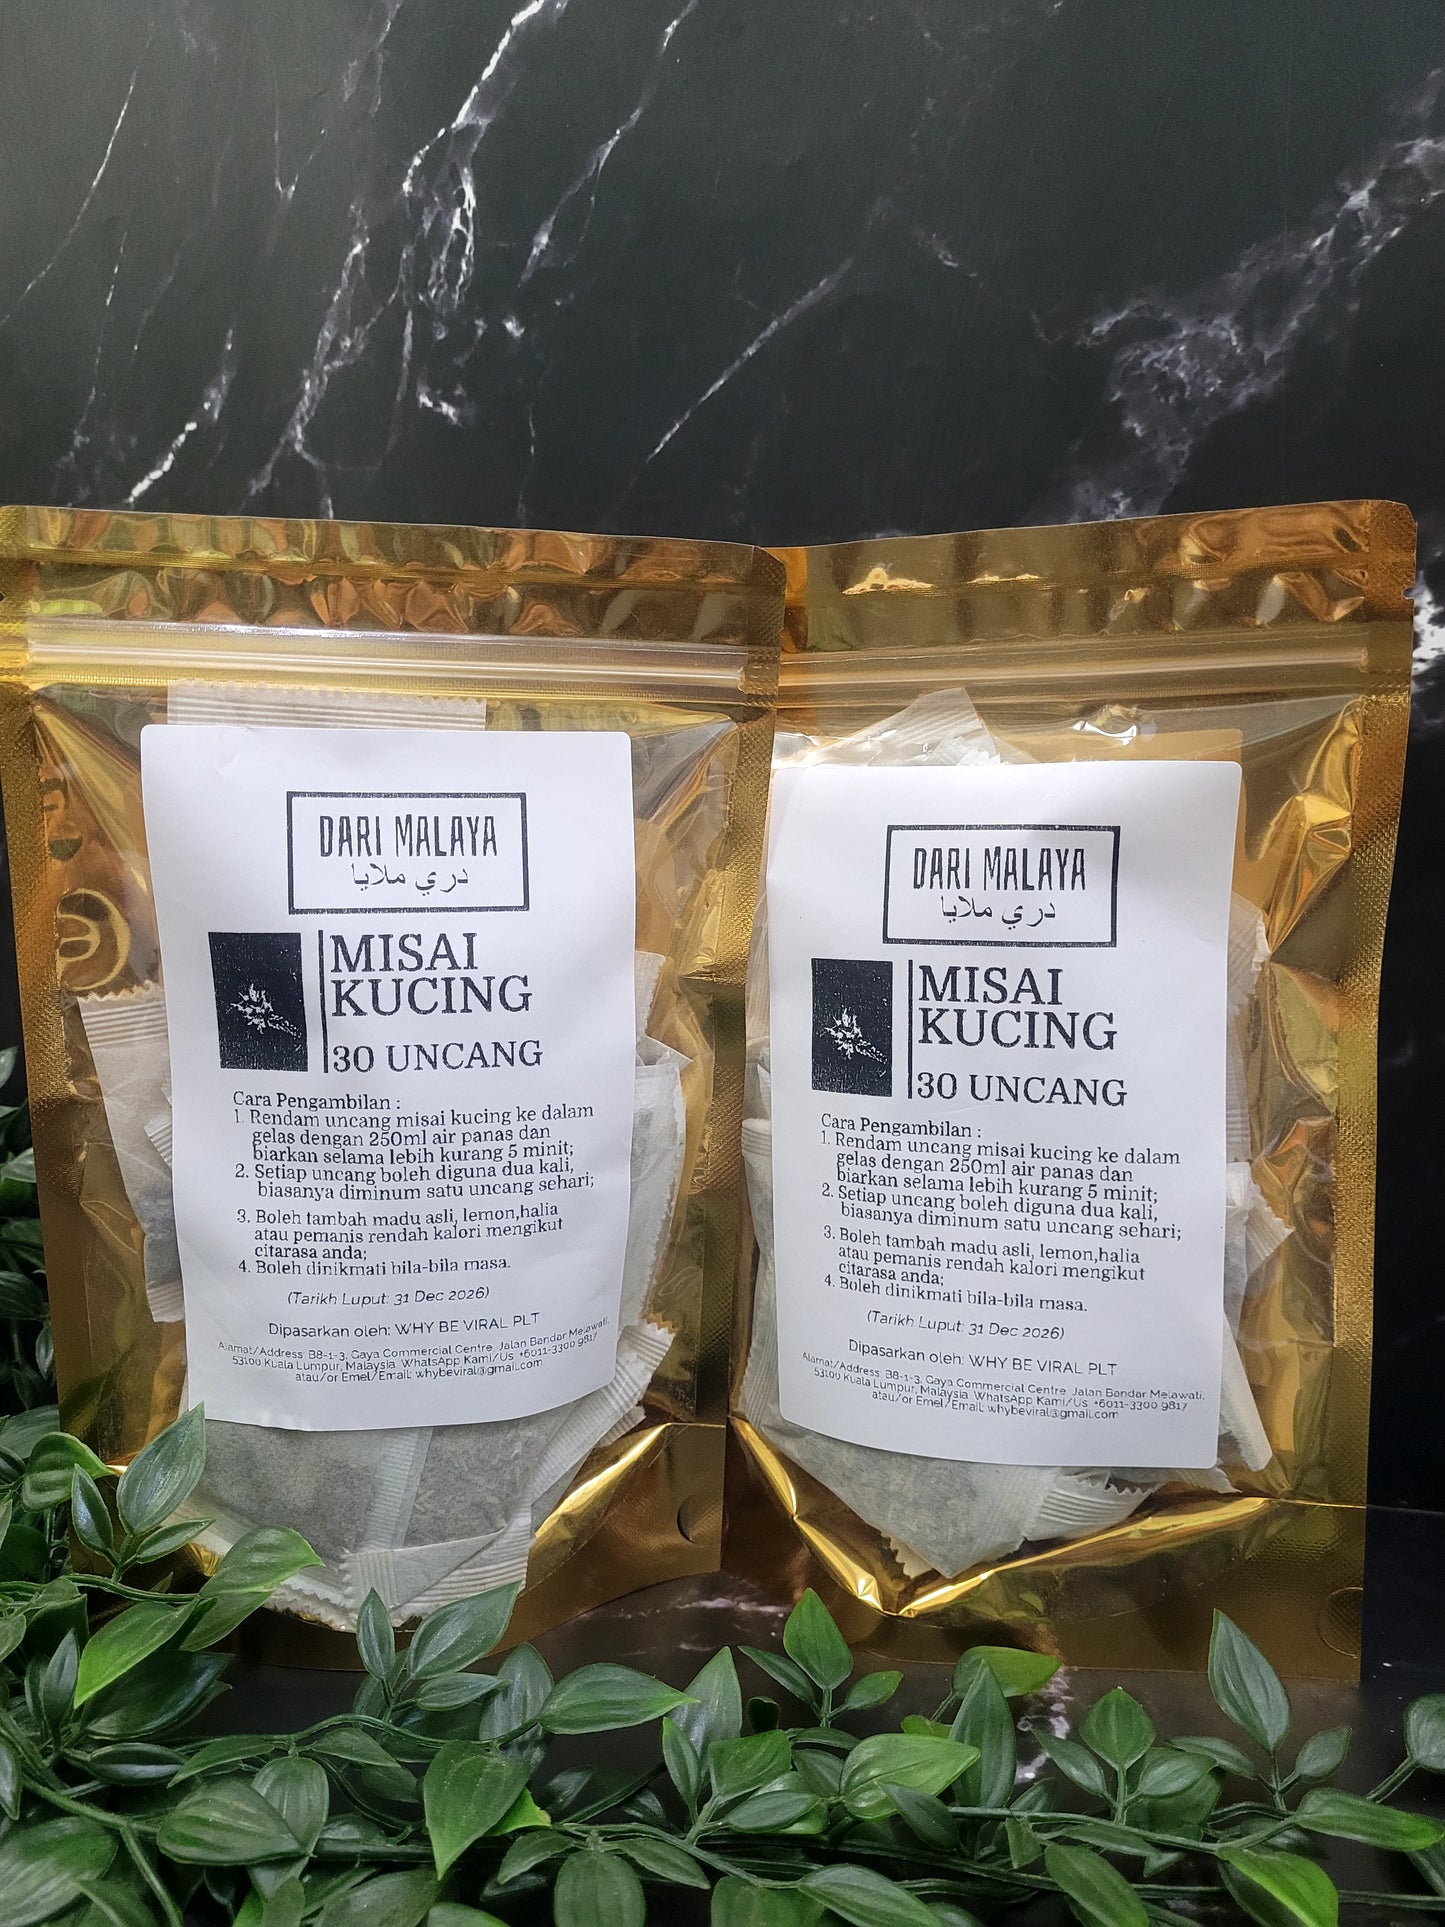 DARI MALAYA
دري ملايا
MISAI
KUCING
30 UNCANG
Cara Pengambilan :
1. Rendam uncang misai kucing ke dalam
gelas dengan 250ml air panas dan
biarkan selama lebih kurang 5 minit;
2. Setiap uncang boleh diguna dua kali,
biasanya diminum satu uncang sehari;
3. Boleh tambah madu asli, lemon,halia
atau pemanis rendah kalori mengikut
citarasa anda;
4. Boleh dinikmati bila-bila masa.
(Tarikh Luput: 31 Dec 2026)
Dipasarkan oleh: WHY BE VIRAL PLT
Alamat/Address: B8-1-3, Gaya Commercial Centre, Jalan Bandar Melawati,
53100 Kuala Lumpur, Malaysia. WhatsApp Kami/Us: +6011-3300 9817
atau/or Emel/Email: whybeviral@gmail.com
DARI MALAYA
دري ملايا
MISAI
KUCING
30 UNCANG
Cara Pengambilan :
1. Rendam uncang misai kucing ke dalam
gelas dengan 250ml air panas dan
biarkan selama lebih kurang 5 minit;
2. Setiap uncang boleh diguna dua kali,
biasanya diminum satu uncang sehari;
3. Boleh tambah madu asli, lemon,halia
atau pemanis rendah kalori mengikut
citarasa anda;
4. Boleh dinikmati bila-bila masa.
(Tarikh Luput: 31 Dec 2026)
Dipasarkan oleh: WHY BE VIRAL PLT
Alamat/Address: B8-1-3, Gaya Commercial Centre, Jalan Bandar Melawati,
53100 Kuala Lumpur, Malaysia. WhatsApp Kami/Us: +6011-3300 9817
atau/or Emel/Email: whybeviral@gmail.com